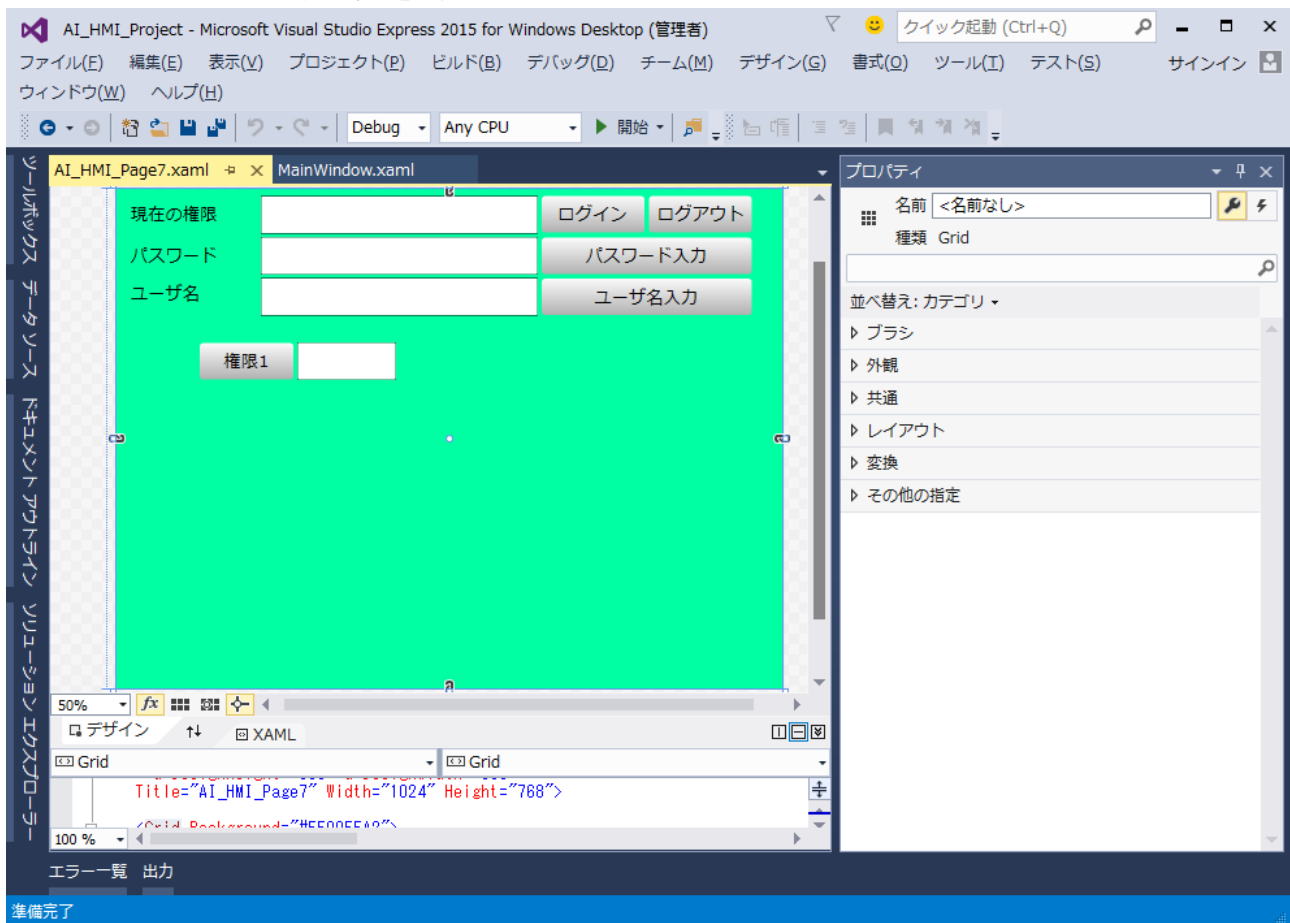 AI_HMI_Project - Microsoft Visual Studio Express 2015 for Windows Desktop (管理者)
クイック起動 (Ctrl+Q)
ファイル(F) 編集(E) 表示(V) プロジェクト(P) ビルド(B) デバッグ(D) チーム(M) デザイン(G) 書式(O) ツール(T) テスト(S) サインイン
ウィンドウ(W) ヘルプ(H)
Debug Any CPU 開始
ツールボックス
データ ソース
ドキュメント アウトライン
ソリューション エクスプローラー
AI_HMI_Page7.xaml MainWindow.xaml
現在の権限 ログイン ログアウト
パスワード パスワード入力
ユーザ名 ユーザ名入力
権限1
50% fx
デザイン XAML
Grid Grid
Title="AI_HMI_Page7" Width="1024" Height="768">
<Grid Background="#FF00FFA2">
100 %
プロパティ
名前 <名前なし>
種類 Grid
並べ替え: カテゴリ
ブラシ
外観
共通
レイアウト
変換
その他の指定
エラー一覧 出力
準備完了